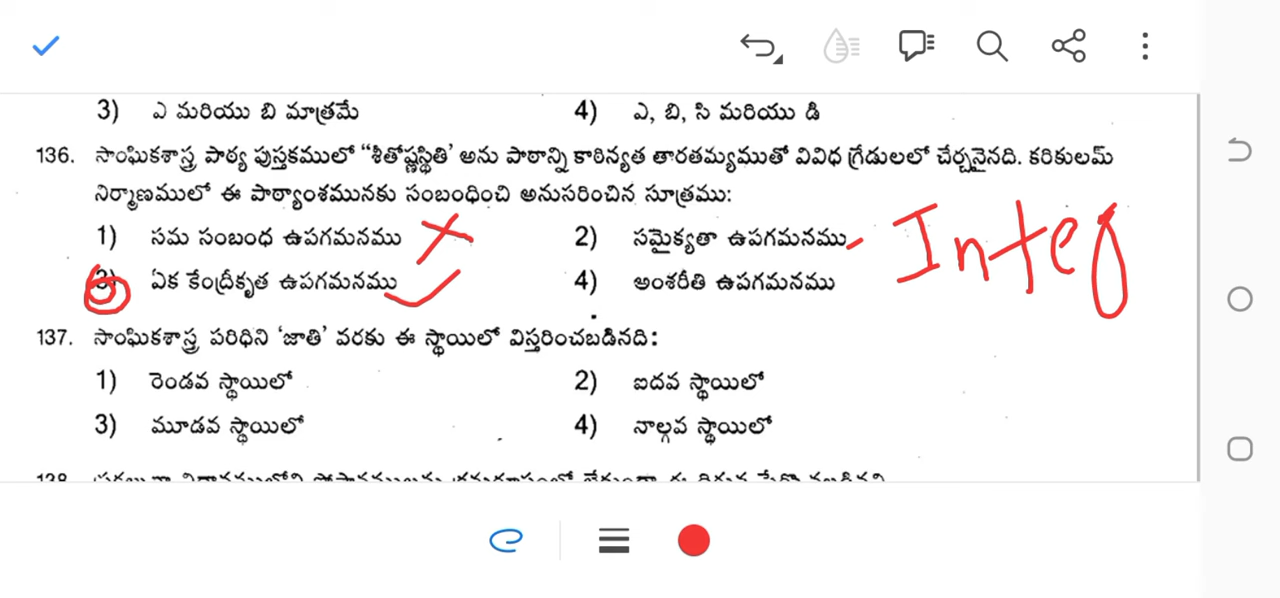 3) ఎ మరియు బి మాత్రమే 4) ఎ, బి, సి మరియు డి
136. సాంఘికశాస్త్ర పాఠ్య పుస్తకములో “శీతోష్ణస్థితి’ అను పాఠాన్ని కాఠిన్యత తారతమ్యముతో వివిధ గ్రేడులలో చేర్చనైనది. కరికులమ్
నిర్మాణములో ఈ పాఠ్యాంశమునకు సంబంధించి అనుసరించిన సూత్రము:
1) సమ సంబంధ ఉపగమనము 2) సమైక్యతా ఉపగమనము Integ
3) ఏక కేంద్రీకృత ఉపగమనము 4) అంశరీతి ఉపగమనము
137. సాంఘికశాస్త్ర పరిధిని ‘జాతి’ వరకు ఈ స్థాయిలో విస్తరించబడినది:
1) రెండవ స్థాయిలో 2) ఐదవ స్థాయిలో
3) మూడవ స్థాయిలో 4) నాల్గవ స్థాయిలో
138